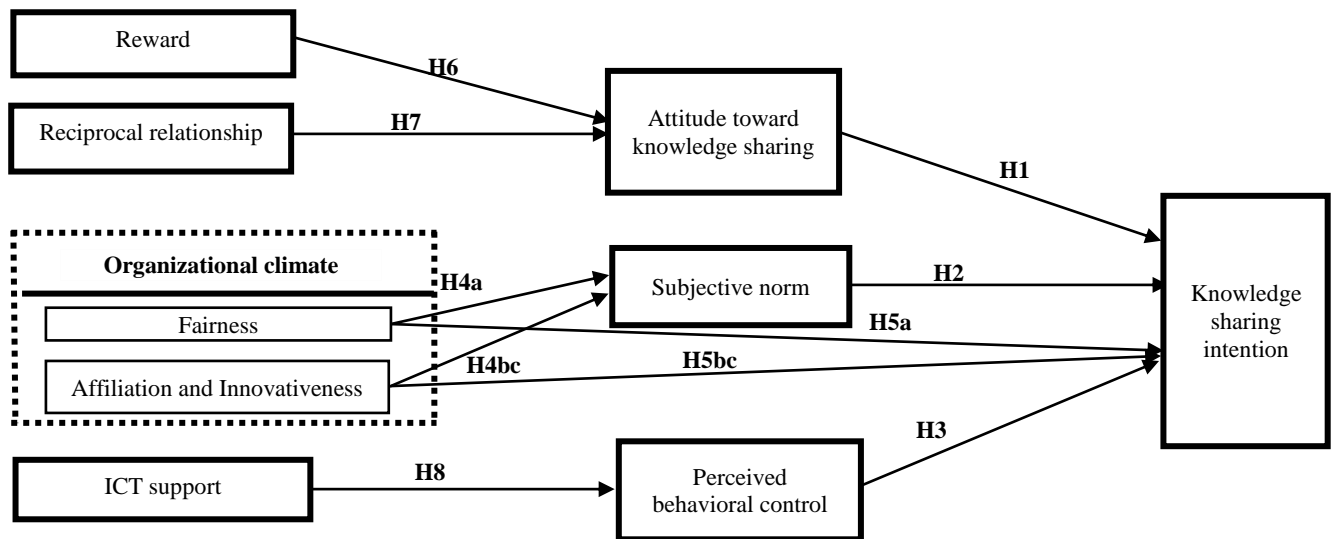 Reward
H6
Reciprocal relationship
H7
Attitude toward
knowledge sharing
H1
Organizational climate
H4a
Subjective norm
H2
Fairness
H5a
Knowledge
sharing
intention
Affiliation and Innovativeness
H4bc
H5bc
H3
ICT support
H8
Perceived
behavioral control